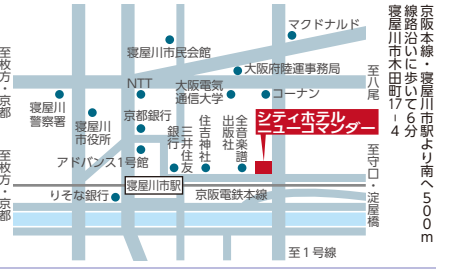 京阪本線・寝屋川市駅より南へ500m
線路沿いに歩いて6分
寝屋川市木田町17-4
マクドナルド
寝屋川市民会館
大阪府陸運事務局
至枚方・京都
NTT
大阪電気
通信大学
コーナン
至八尾
寝屋川
警察署
寝屋川
市役所
京都銀行
三井住友
銀行
住吉神社
全音楽譜
出版社
シティホテル
ニューコマンダー
アドバンス1号館
至枚方・京都
寝屋川市駅
京阪電鉄本線
りそな銀行
至守口・淀屋橋
至1号線